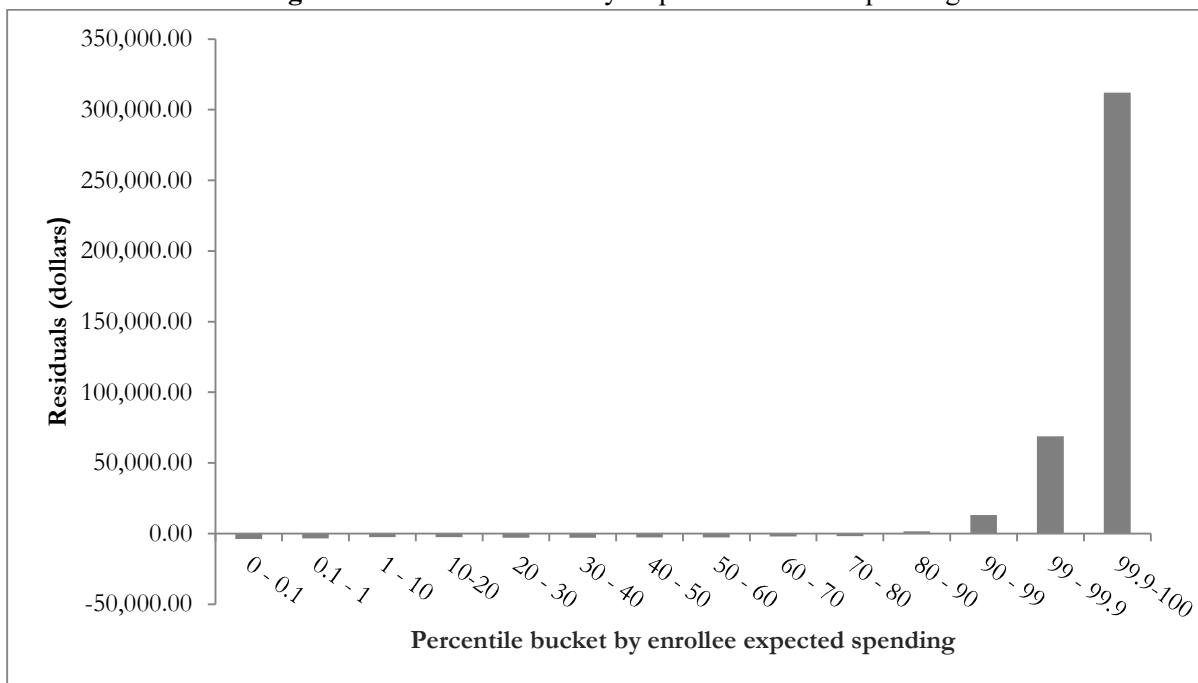 350,000.00
300,000.00
250,000.00
200,000.00
150,000.00
100,000.00
50,000.00
0.00
-50,000.00
Residuals (dollars)
0 - 0.1
0.1 - 1
1 - 10
10-20
20 - 30
30 - 40
40 - 50
50 - 60
60 - 70
70 - 80
80 - 90
90 - 99
99 - 99.9
99.9-100
Percentile bucket by enrollee expected spending